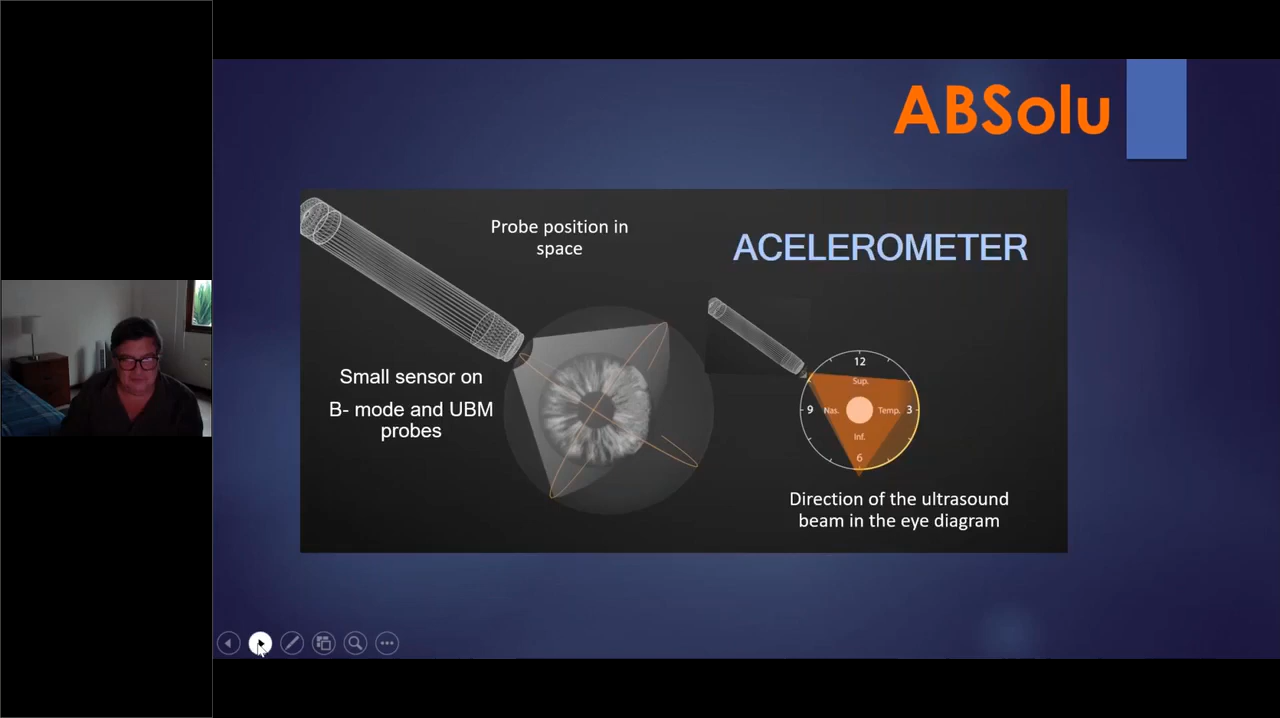 ABSolu
Probe position in
space
ACELEROMETER
Small sensor on
B- mode and UBM
probes
12
Sup.
9
Nas.
Temp.
3
Inf.
6
Direction of the ultrasound
beam in the eye diagram